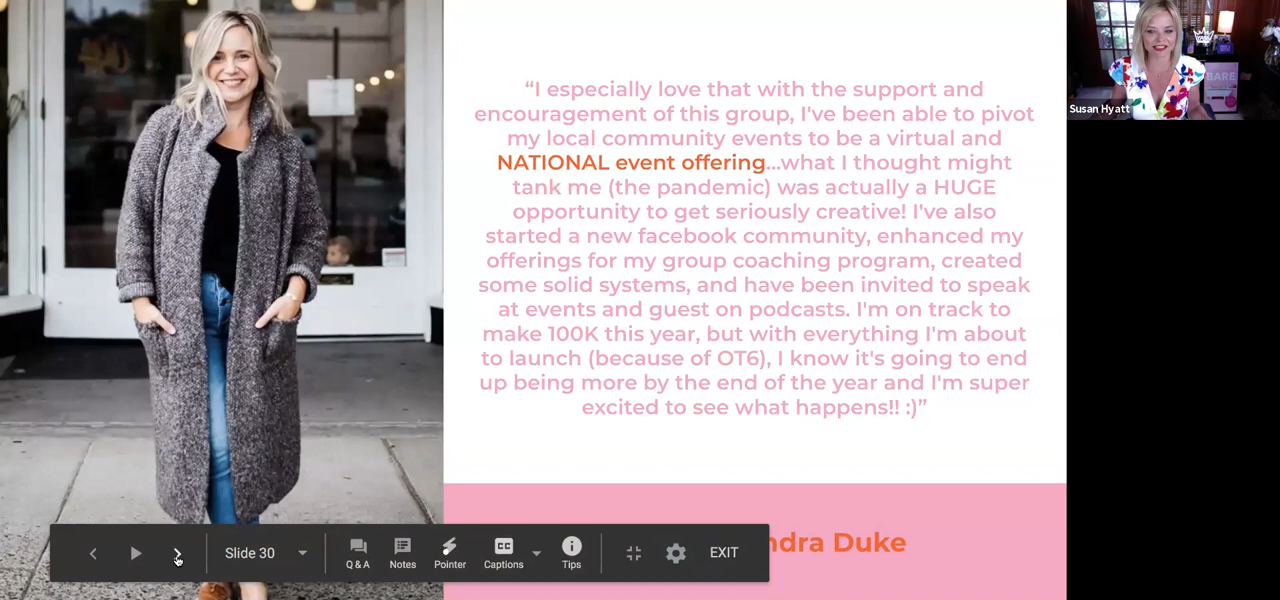 “I especially love that with the support and
encouragement of this group, I've been able to pivot
my local community events to be a virtual and
NATIONAL event offering...what I thought might
tank me (the pandemic) was actually a HUGE
opportunity to get seriously creative! I've also
started a new facebook community, enhanced my
offerings for my group coaching program, created
some solid systems, and have been invited to speak
at events and guest on podcasts. I'm on track to
make 100K this year, but with everything I'm about
to launch (because of OT6), I know it's going to end
up being more by the end of the year and I'm super
excited to see what happens!! :)”
Duke
Susan Hyatt
BARE
Slide 30
Q & A
Notes
Pointer
CC
Captions
Tips
EXIT